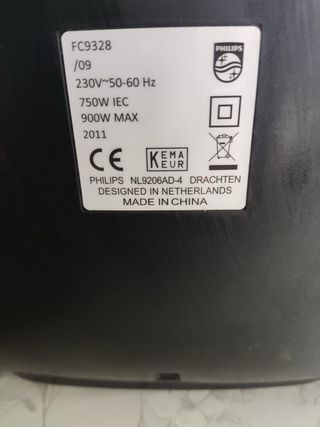 FC9328
/09
230V~50-60 Hz
750W IEC
900W MAX
2011
PHILIPS
CE
KEMA
KEUR
PHILIPS NL9206AD-4 DRACHTEN
DESIGNED IN NETHERLANDS
MADE IN CHINA